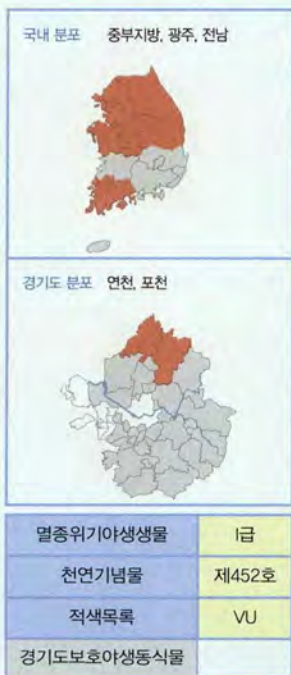 국내 분포 중부지방, 광주, 전남
경기도 분포 연천, 포천
멸종위기야생생물 I급
천연기념물 제452호
적색목록 VU
경기도보호야생동식물